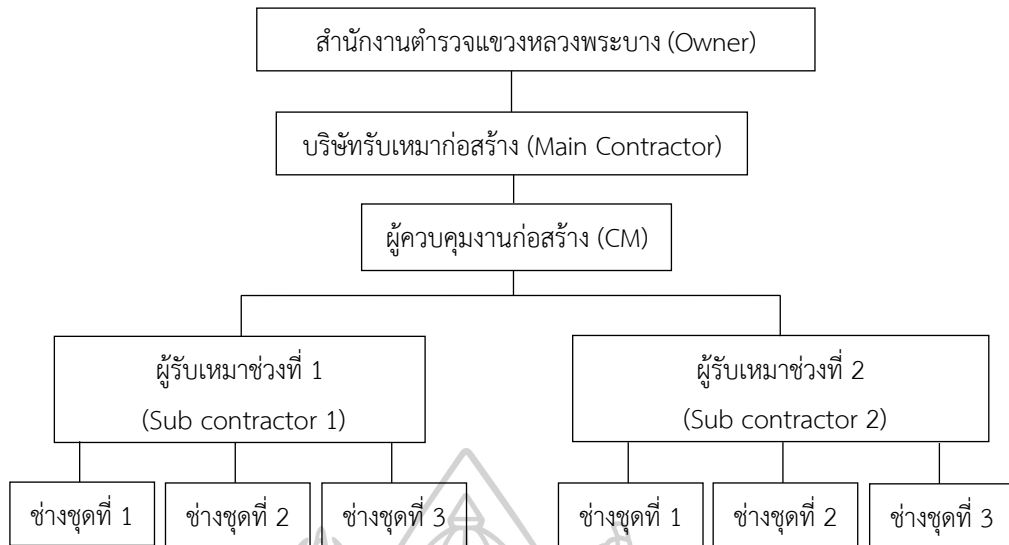 สำนักงานตำรวจแขวงหลวงพระบาง (Owner)
บริษัทรับเหมาก่อสร้าง (Main Contractor)
ผู้ควบคุมงานก่อสร้าง (CM)
ผู้รับเหมาช่วงที่ 1
(Sub contractor 1)
ผู้รับเหมาช่วงที่ 2
(Sub contractor 2)
ช่างชุดที่ 1
ช่างชุดที่ 2
ช่างชุดที่ 3
ช่างชุดที่ 1
ช่างชุดที่ 2
ช่างชุดที่ 3